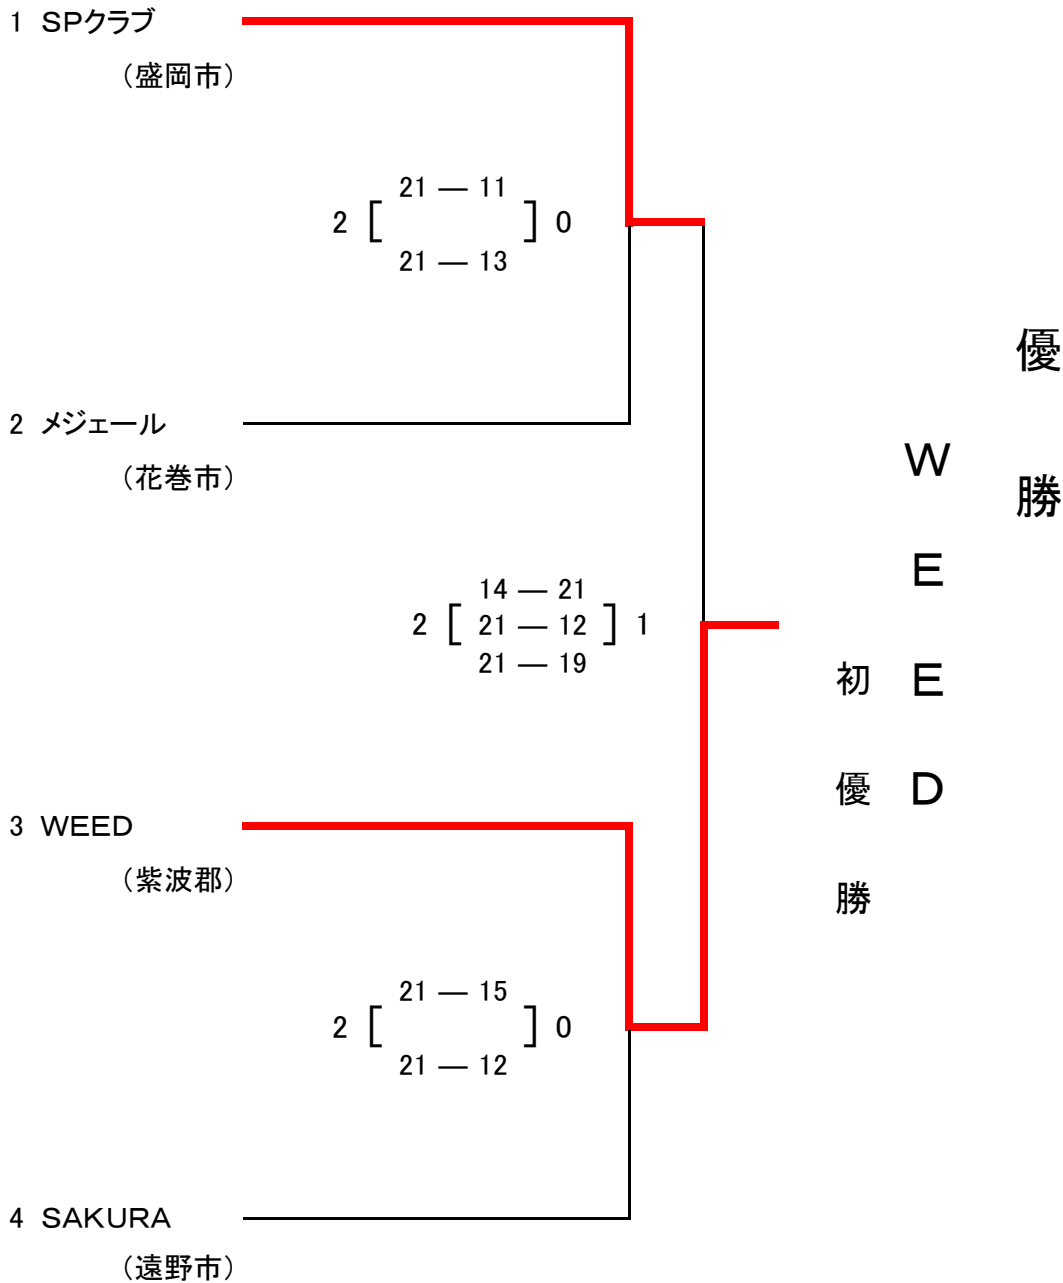 1 SPクラブ
(盛岡市)
21 — 11
2 [ ] 0
21 — 13
2 メジェール
(花巻市)
14 — 21
2 [ 21 — 12 ] 1
21 — 19
3 WEED
(紫波郡)
21 — 15
2 [ ] 0
21 — 12
4 SAKURA
(遠野市)
優勝
WEED
初優勝